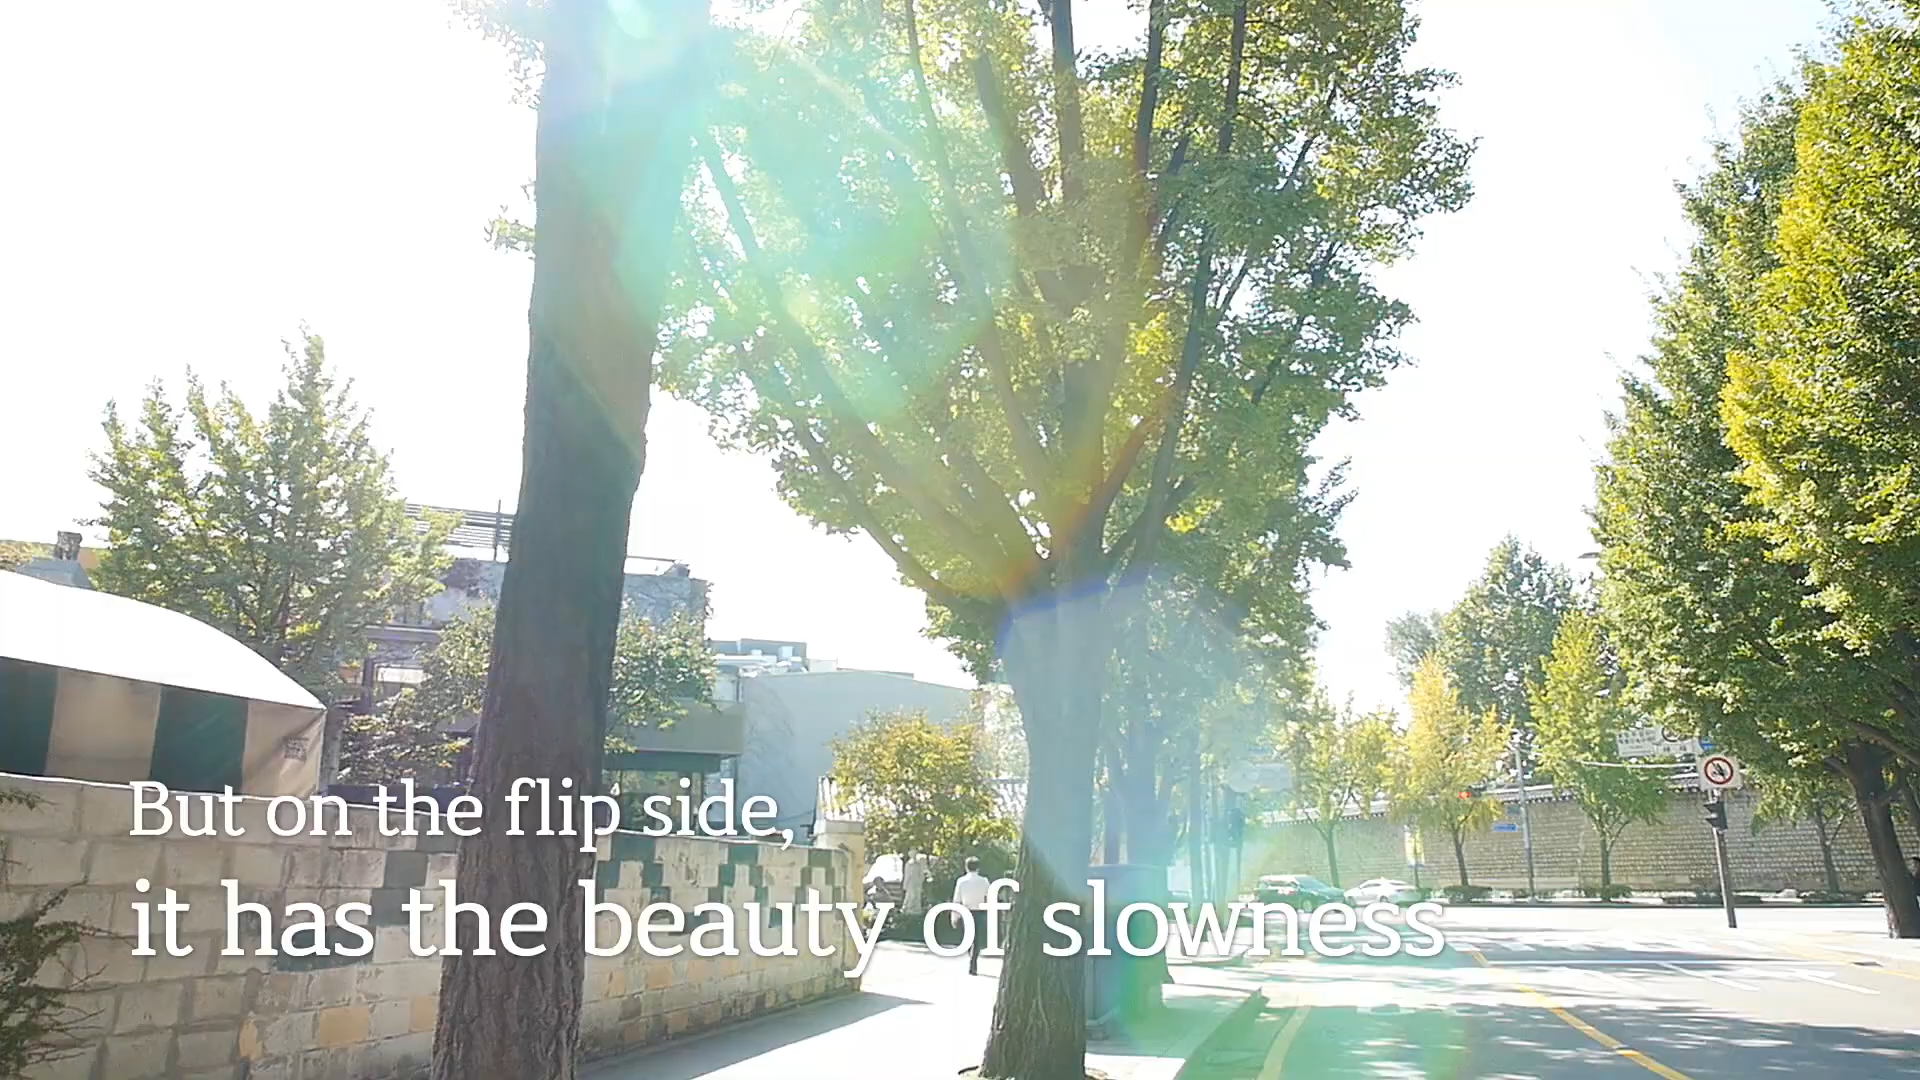 But on the flip side,
it has the beauty of slowness